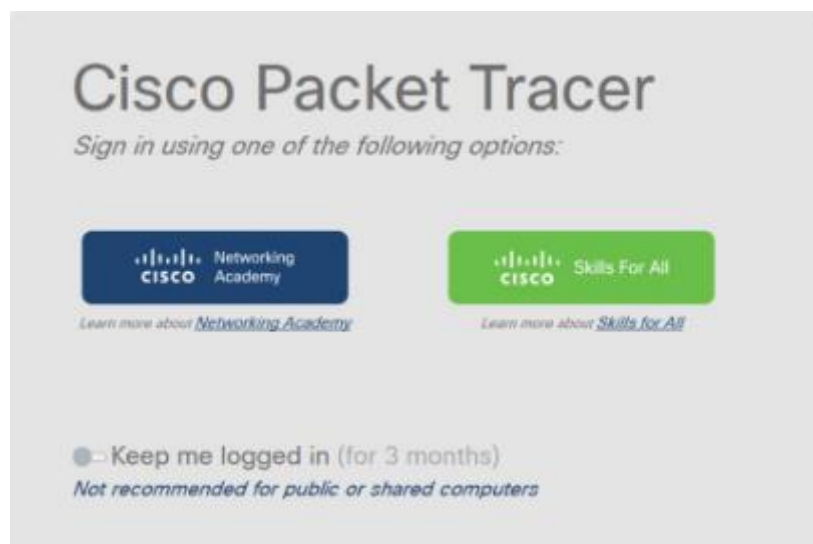 Cisco Packet Tracer
Sign in using one of the following options:
CISCO Networking Academy
CISCO Skills For All
Learn more about Networking Academy
Learn more about Skills for All
Keep me logged in (for 3 months)
Not recommended for public or shared computers